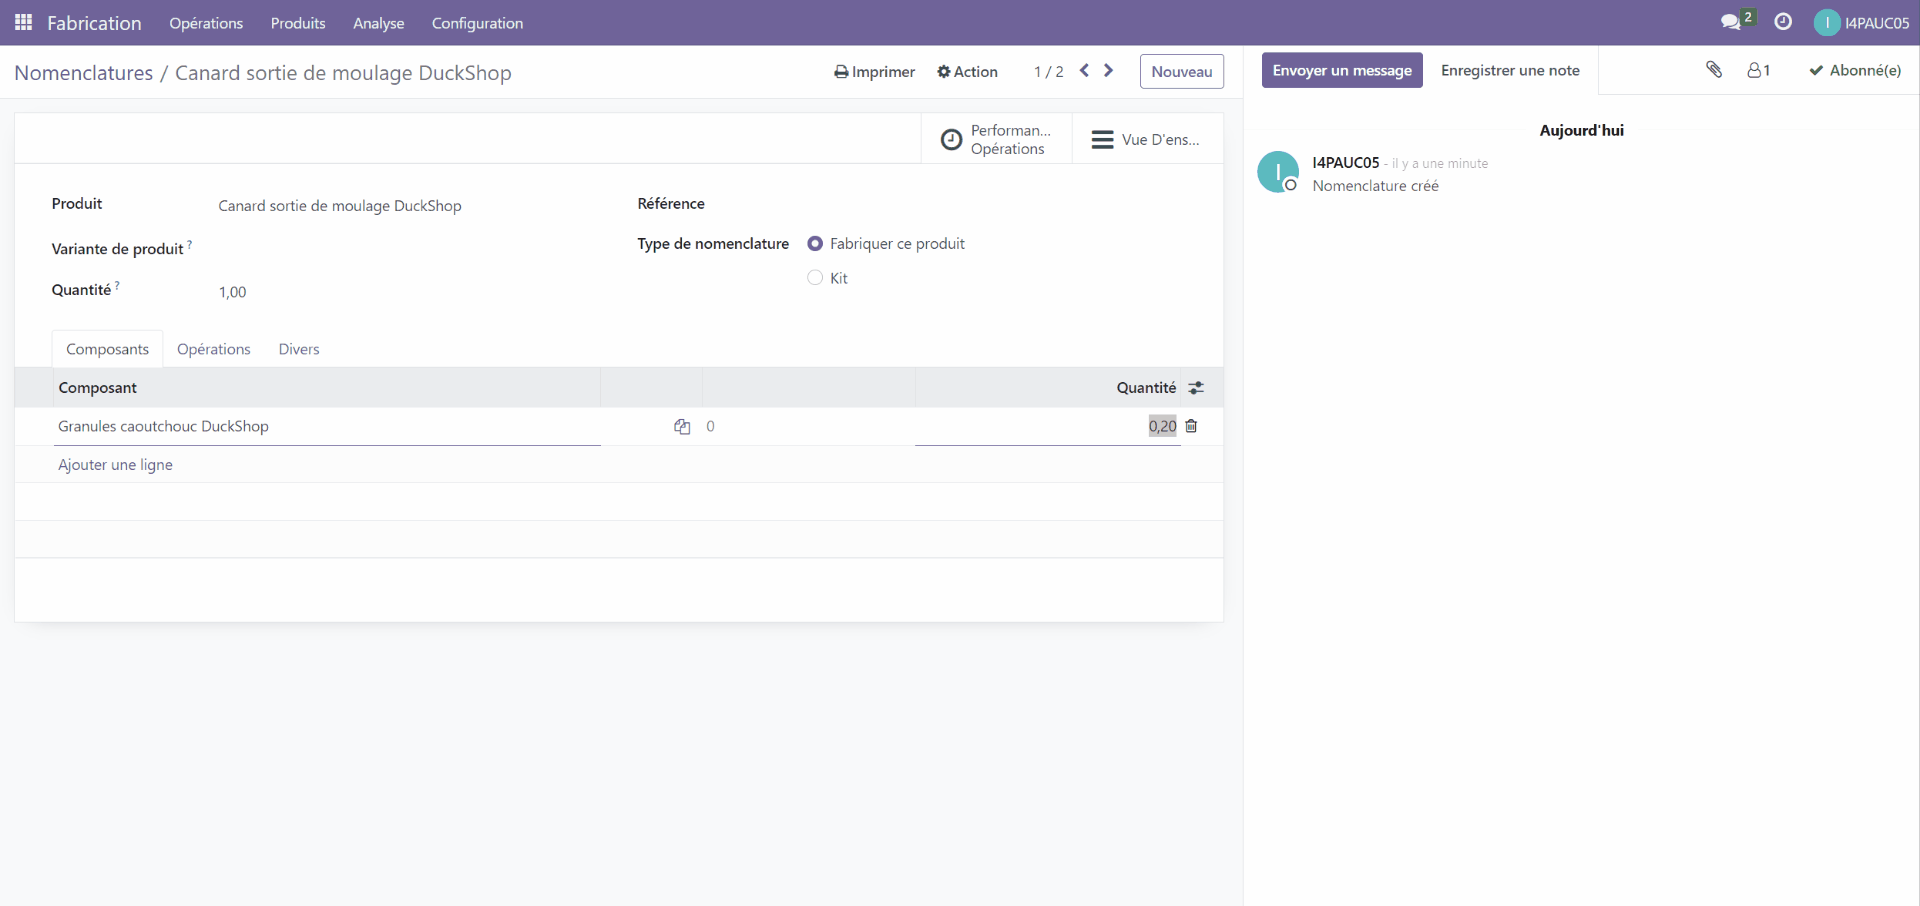 Fabrication Opérations Produits Analyse Configuration 2 I I4PAUC05
Nomenclatures / Canard sortie de moulage DuckShop Imprimer Action 1 / 2 Nouveau Envoyer un message Enregistrer une note 1 Abonné(e)
Performan... Opérations
Vue D'ens...
Aujourd'hui
I I4PAUC05 - il y a une minute
Nomenclature créé
Produit Canard sortie de moulage DuckShop
Variante de produit ?
Quantité ? 1,00
Référence
Type de nomenclature Fabriquer ce produit
Kit
Composants Opérations Divers
Composant Quantité
Granules caoutchouc DuckShop 0 0,20
Ajouter une ligne